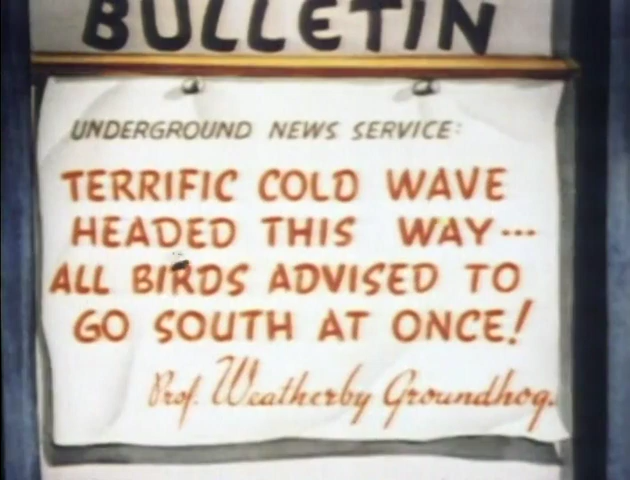 BULLETIN
UNDERGROUND NEWS SERVICE:
TERRIFIC COLD WAVE
HEADED THIS WAY---
ALL BIRDS ADVISED TO
GO SOUTH AT ONCE!
Prof. Weatherby Groundhog.